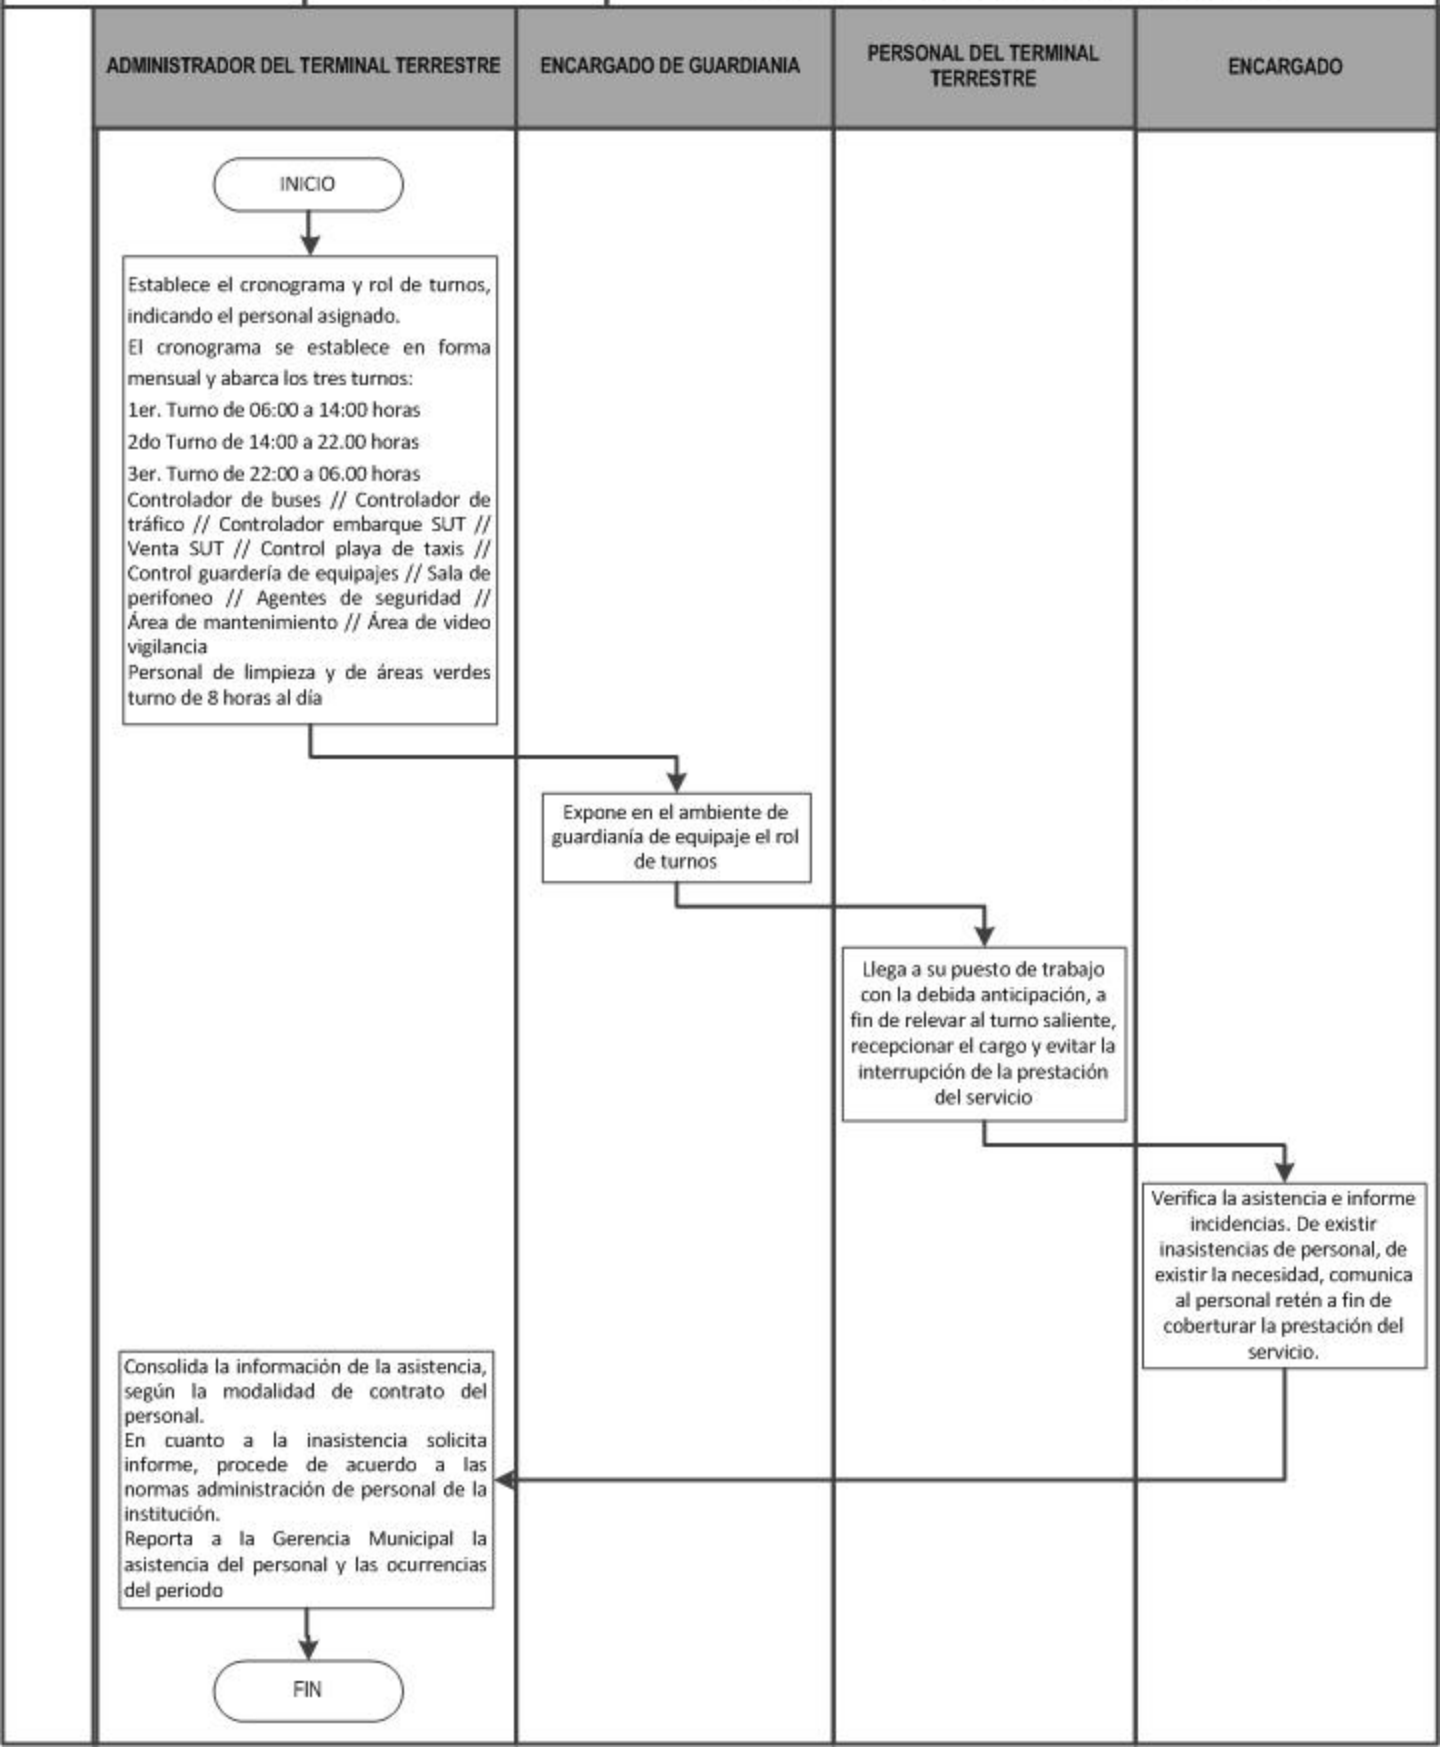 ADMINISTRADOR DEL TERMINAL TERRESTRE
ENCARGADO DE GUARDIANIA
PERSONAL DEL TERMINAL
TERRESTRE
ENCARGADO
INICIO
Establece el cronograma y rol de turnos,
indicando el personal asignado.
El cronograma se establece en forma
mensual y abarca los tres turnos:
1er. Turno de 06:00 a 14:00 horas
2do Turno de 14:00 a 22.00 horas
3er. Turno de 22:00 a 06.00 horas
Controlador de buses // Controlador de
tráfico // Controlador embarque SUT //
Venta SUT // Control playa de taxis //
Control guardería de equipajes // Sala de
perifoneo // Agentes de seguridad //
Área de mantenimiento // Área de video
vigilancia
Personal de limpieza y de áreas verdes
turno de 8 horas al día
Expone en el ambiente de
guardianía de equipaje el rol
de turnos
Llega a su puesto de trabajo
con la debida anticipación, a
fin de relevar al turno saliente,
recepcionar el cargo y evitar la
interrupción de la prestación
del servicio
Verifica la asistencia e informe
incidencias. De existir
inasistencias de personal, de
existir la necesidad, comunica
al personal retén a fin de
coberturar la prestación del
servicio.
Consolida la información de la asistencia,
según la modalidad de contrato del
personal.
En cuanto a la inasistencia solicita
informe, procede de acuerdo a las
normas administración de personal de la
institución.
Reporta a la Gerencia Municipal la
asistencia del personal y las ocurrencias
del periodo
FIN